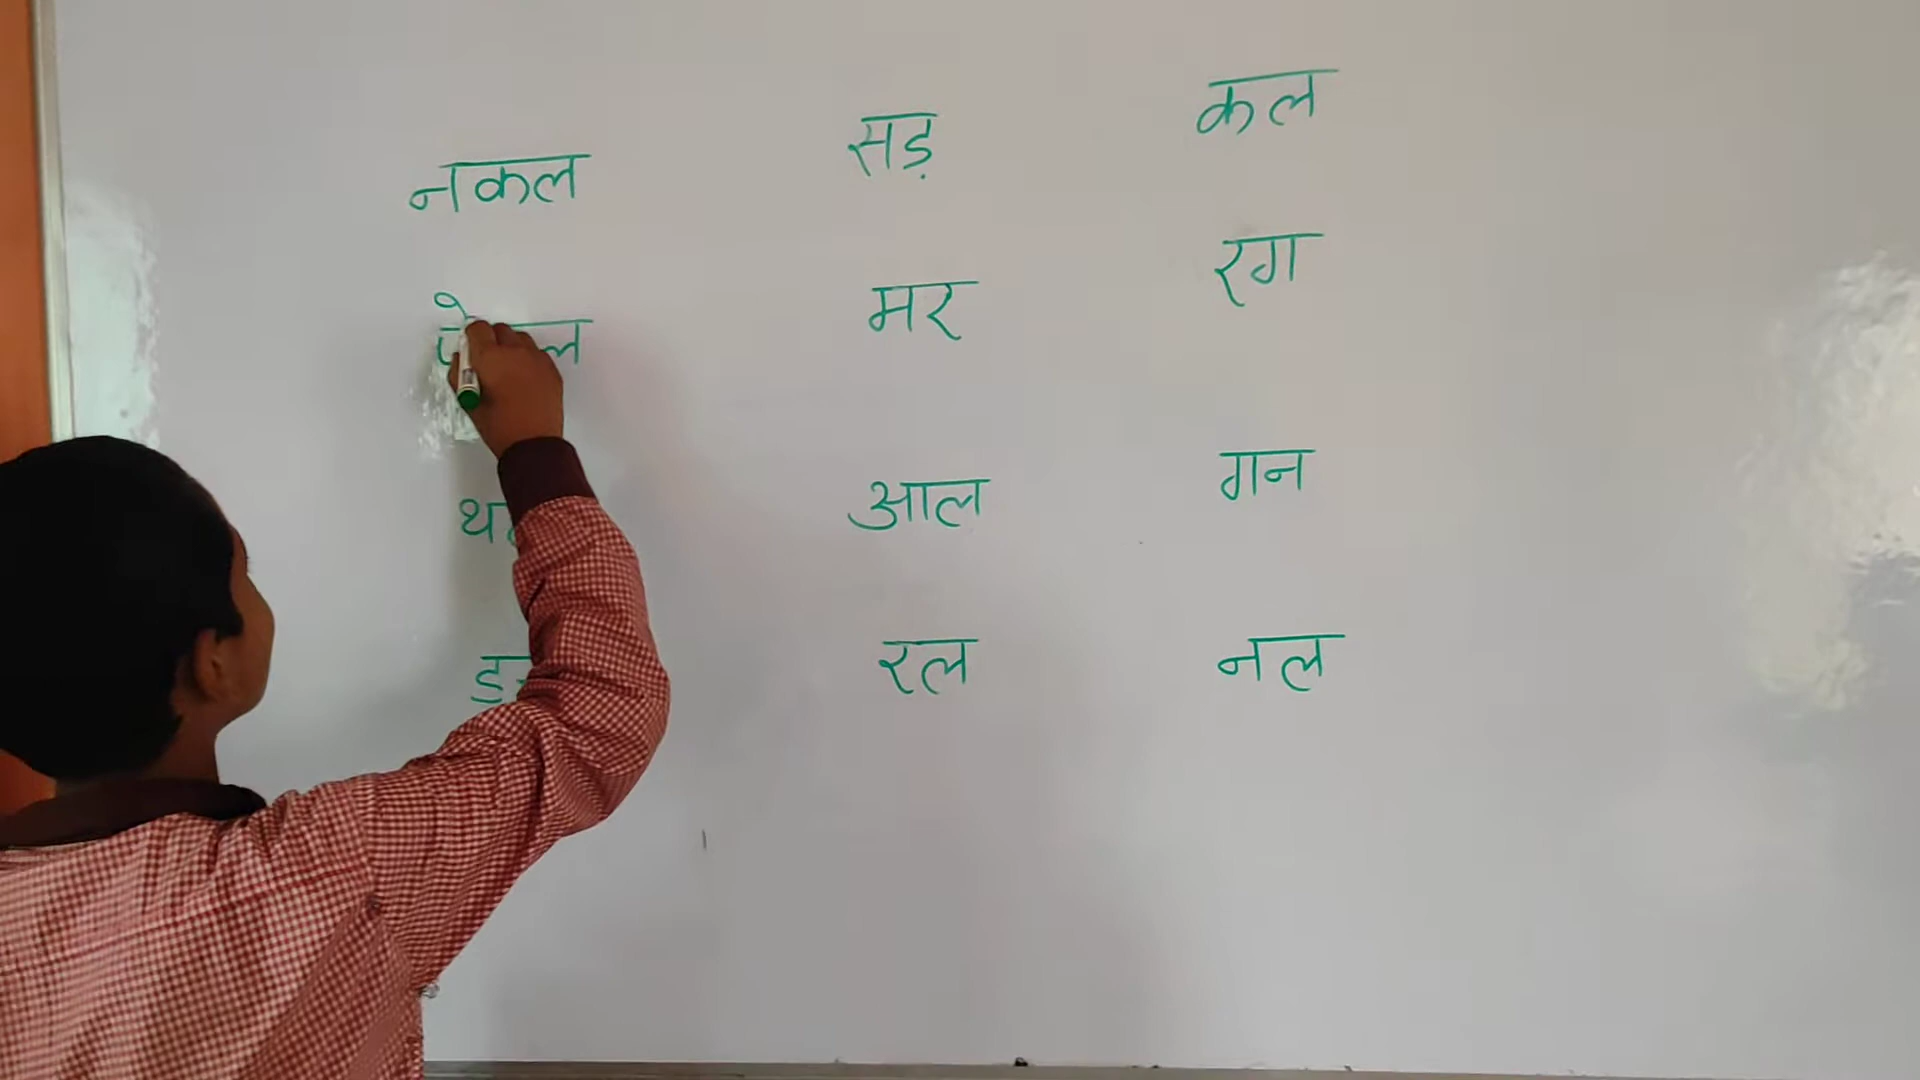 नकल सड़ कल
मर रग
आल गन
रल नल